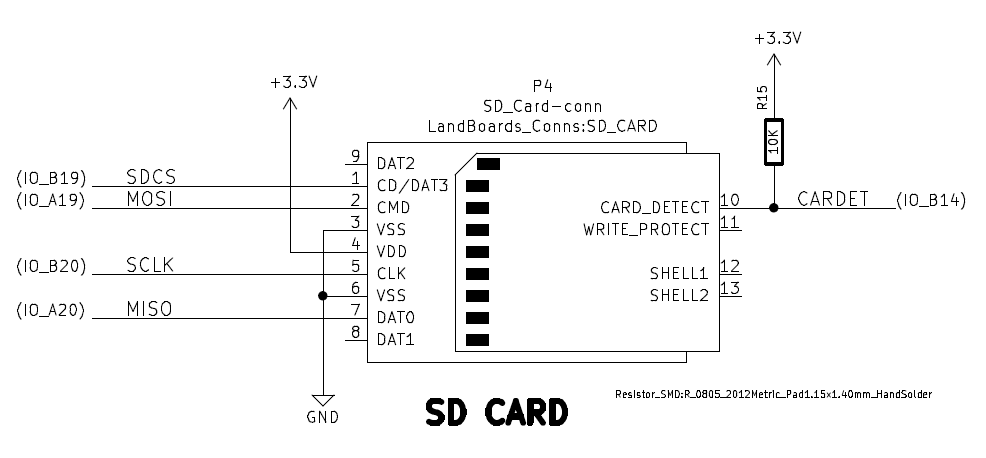 +3.3V
R15
10K
+3.3V
P4
SD_Card-conn
LandBoards_Conns:SD_CARD
9 DAT2
(IO_B19) SDCS 1 CD/DAT3
(IO_A19) MOSI 2 CMD
CARD_DETECT 10 CARDET (IO_B14)
3 VSS
WRITE_PROTECT 11
4 VDD
(IO_B20) SCLK 5 CLK
SHELL1 12
6 VSS
SHELL2 13
(IO_A20) MISO 7 DAT0
8 DAT1
GND
SD CARD
Resistor_SMD:R_0805_2012Metric_Pad1.15x1.40mm_HandSolder